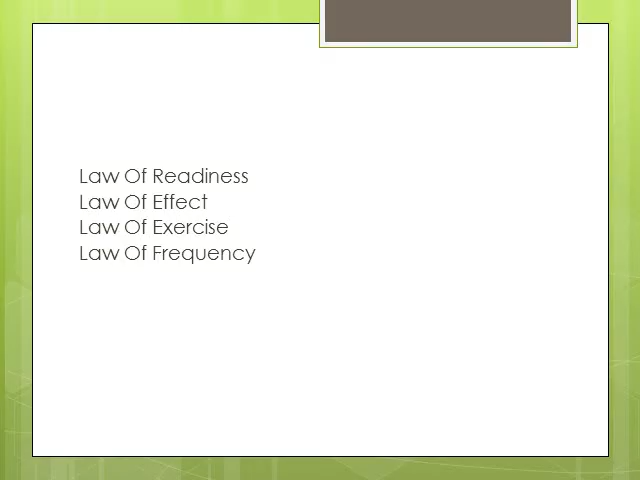 Law Of Readiness
Law Of Effect
Law Of Exercise
Law Of Frequency